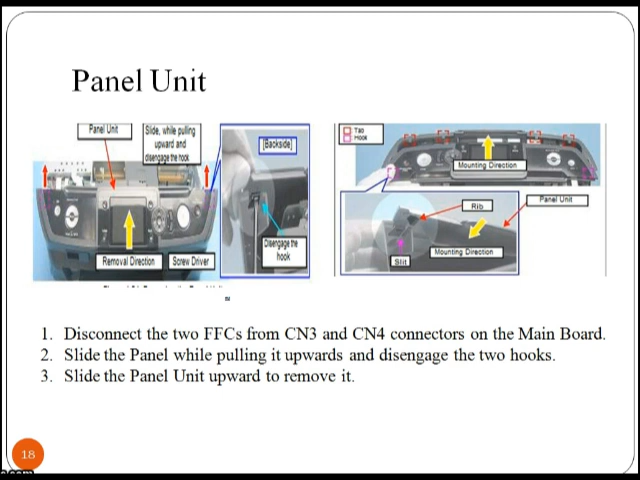 Panel Unit
Panel Unit
Slide, while pulling
upward and
disengage the hook
[Backside]
Disengage the
hook
Removal Direction
Screw Driver
Tab
Hook
Mounting Direction
Rib
Panel Unit
Slit
Mounting Direction
1. Disconnect the two FFCs from CN3 and CN4 connectors on the Main Board.
2. Slide the Panel while pulling it upwards and disengage the two hooks.
3. Slide the Panel Unit upward to remove it.
18